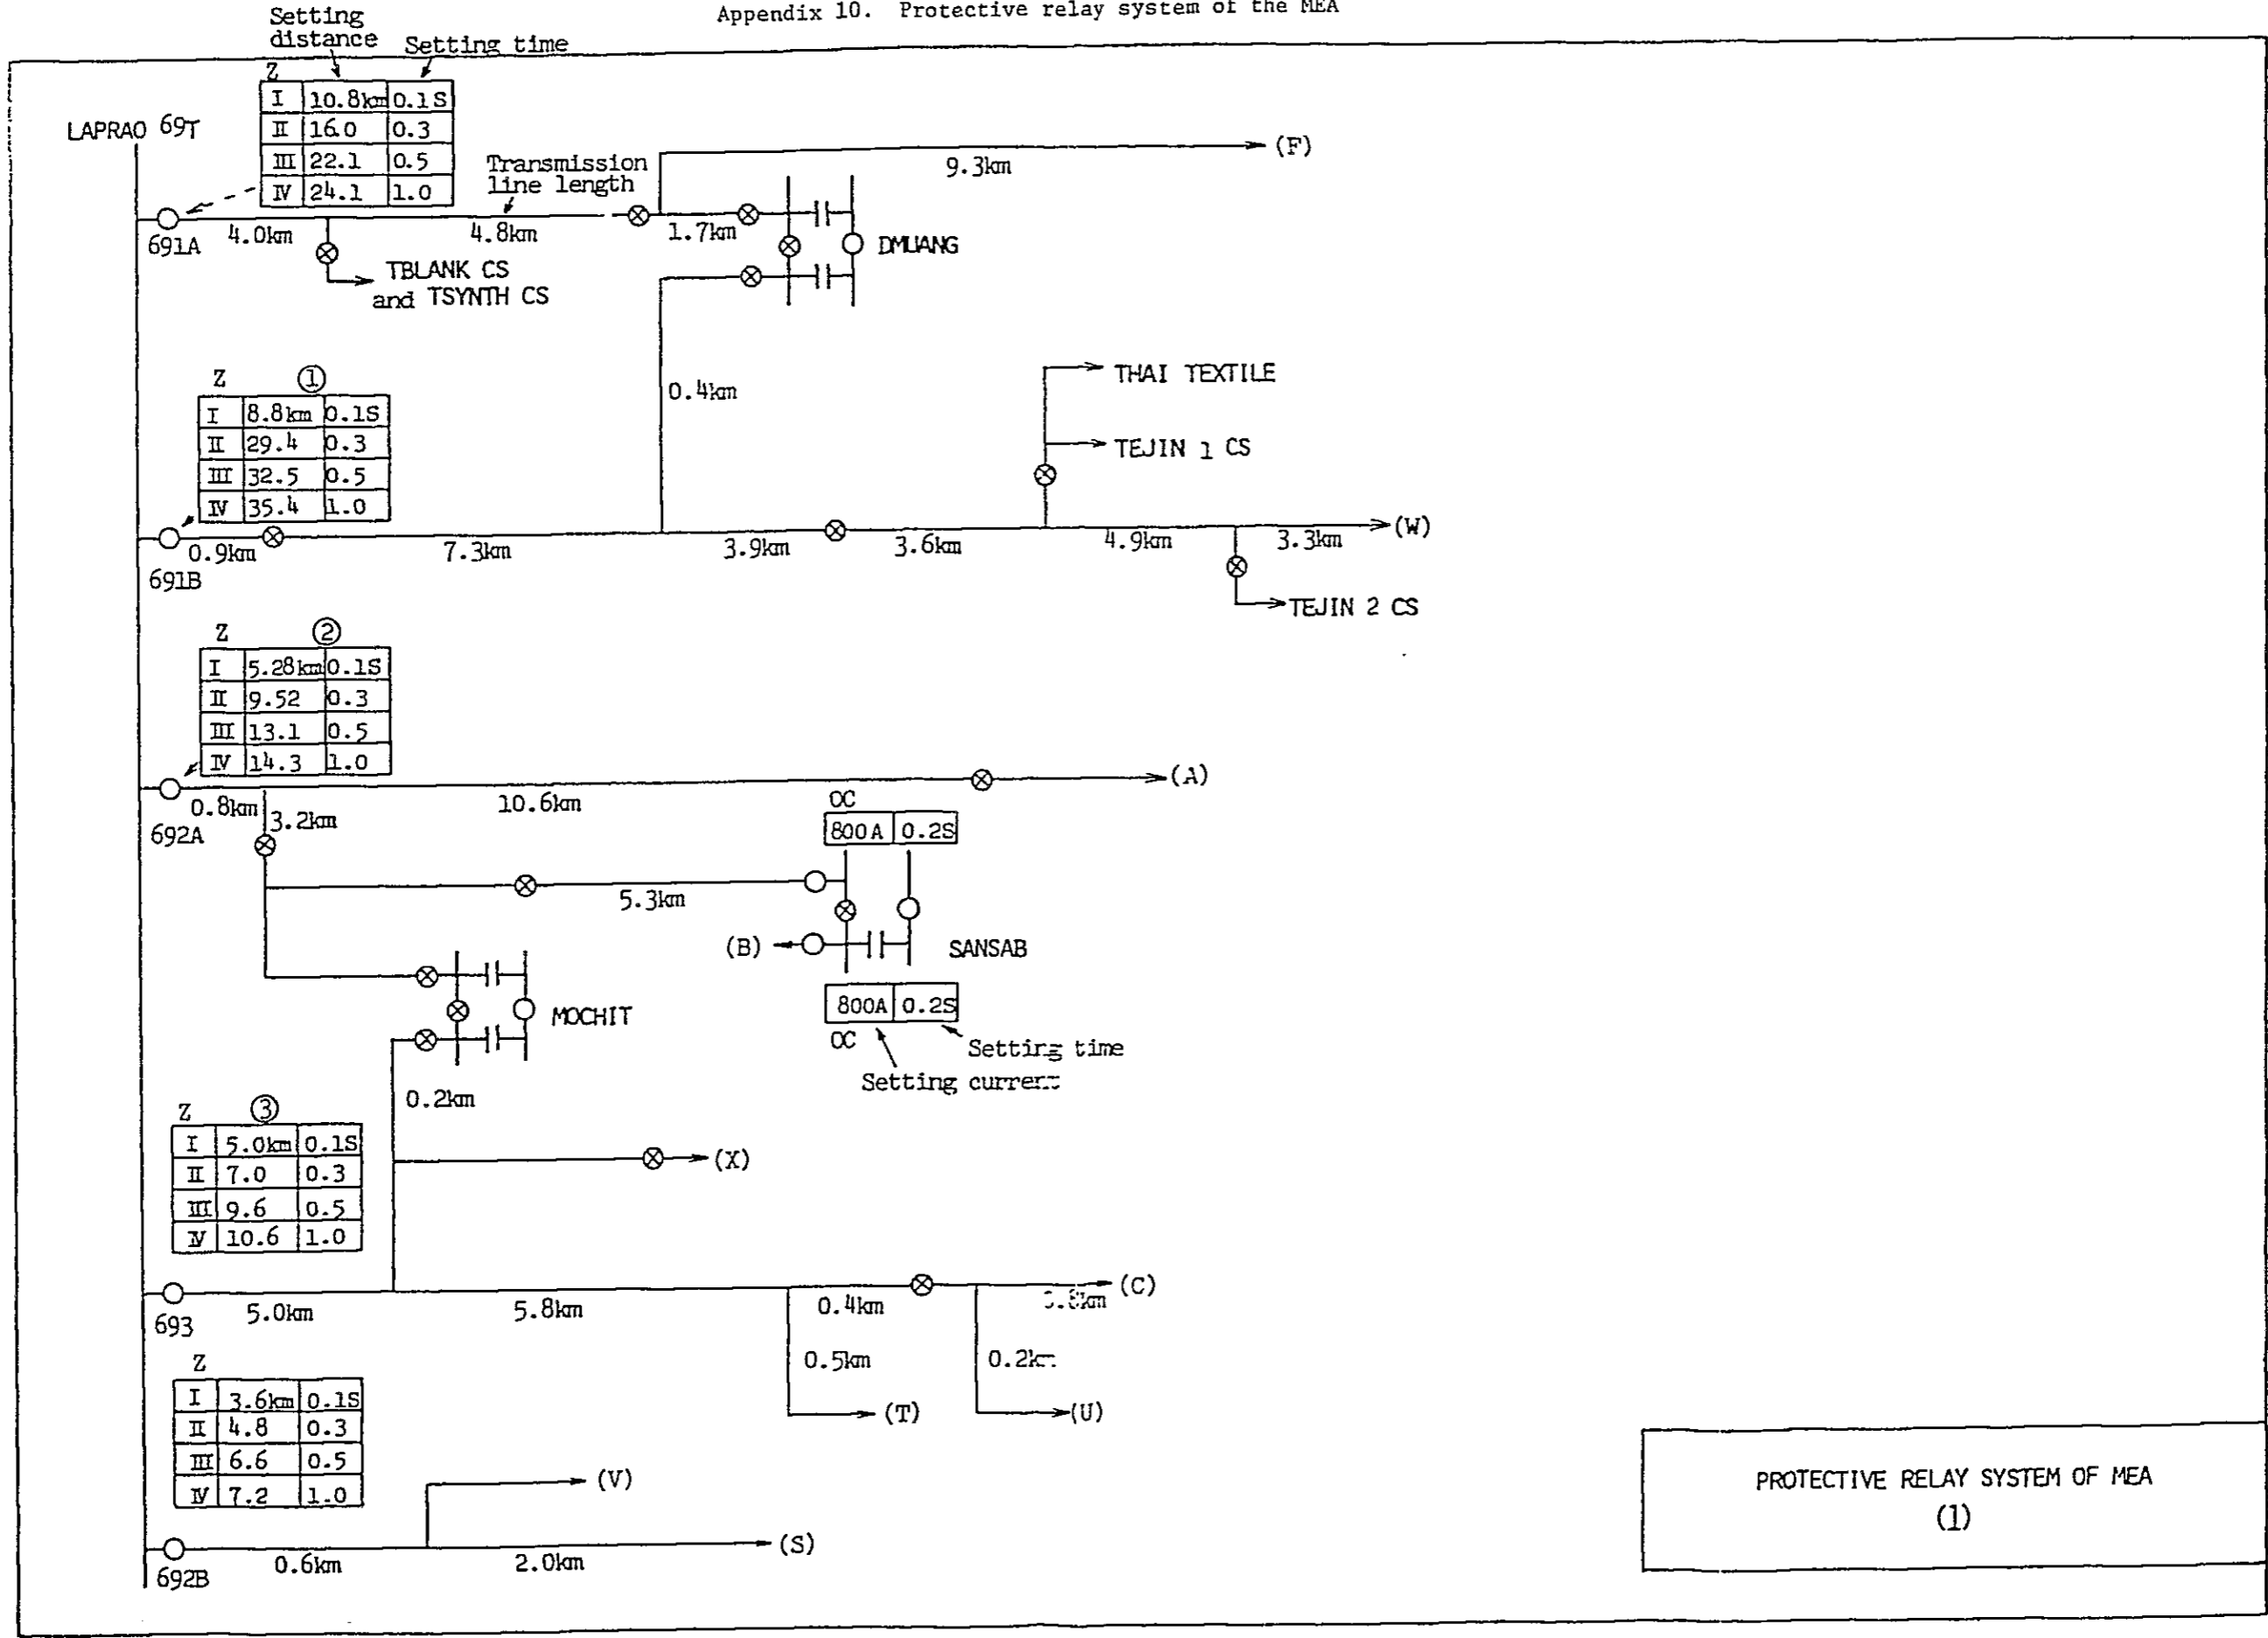 Appendix 10. Protective relay system of the MEA
Setting
distance
Setting time
Z
I 10.8km 0.1S
II 16.0 0.3
III 22.1 0.5
IV 24.1 1.0
LAPRAO 69T
Transmission
line length
(F)
9.3km
691A
4.0km
4.8km
1.7km
DMUANG
TBLANK CS
and TSYNTH CS
0.4km
Z ①
I 8.8km 0.1S
II 29.4 0.3
III 32.5 0.5
IV 35.4 1.0
THAI TEXTILE
TEJIN 1 CS
691B
0.9km
7.3km
3.9km
3.6km
4.9km
3.3km
(W)
TEJIN 2 CS
Z ②
I 5.28km 0.1S
II 9.52 0.3
III 13.1 0.5
IV 14.3 1.0
692A
0.8km
3.2km
10.6km
(A)
OC
800A 0.2S
5.3km
(B)
SANSAB
800A 0.2S
OC
Setting time
Setting current
MOCHIT
0.2km
(X)
Z ③
I 5.0km 0.1S
II 7.0 0.3
III 9.6 0.5
IV 10.6 1.0
693
5.0km
5.8km
0.4km
(C)
0.5km
0.2km
(T)
(U)
Z
I 3.6km 0.1S
II 4.8 0.3
III 6.6 0.5
IV 7.2 1.0
(V)
692B
0.6km
2.0km
(S)
PROTECTIVE RELAY SYSTEM OF MEA
(1)